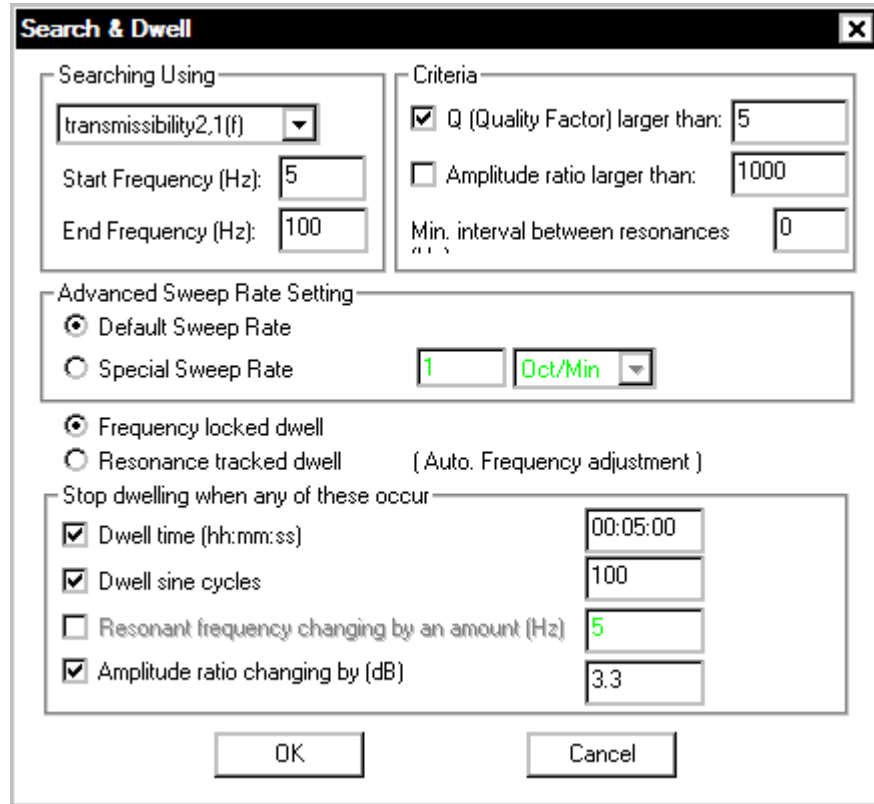 Search & Dwell
Searching Using
transmissibility2,1(f)
Start Frequency (Hz): 5
End Frequency (Hz): 100
Criteria
Q (Quality Factor) larger than: 5
Amplitude ratio larger than: 1000
Min. interval between resonances 0
Advanced Sweep Rate Setting
Default Sweep Rate
Special Sweep Rate 1 Oct/Min
Frequency locked dwell
Resonance tracked dwell ( Auto. Frequency adjustment )
Stop dwelling when any of these occur
Dwell time (hh:mm:ss) 00:05:00
Dwell sine cycles 100
Resonant frequency changing by an amount (Hz) 5
Amplitude ratio changing by (dB) 3.3
OK Cancel